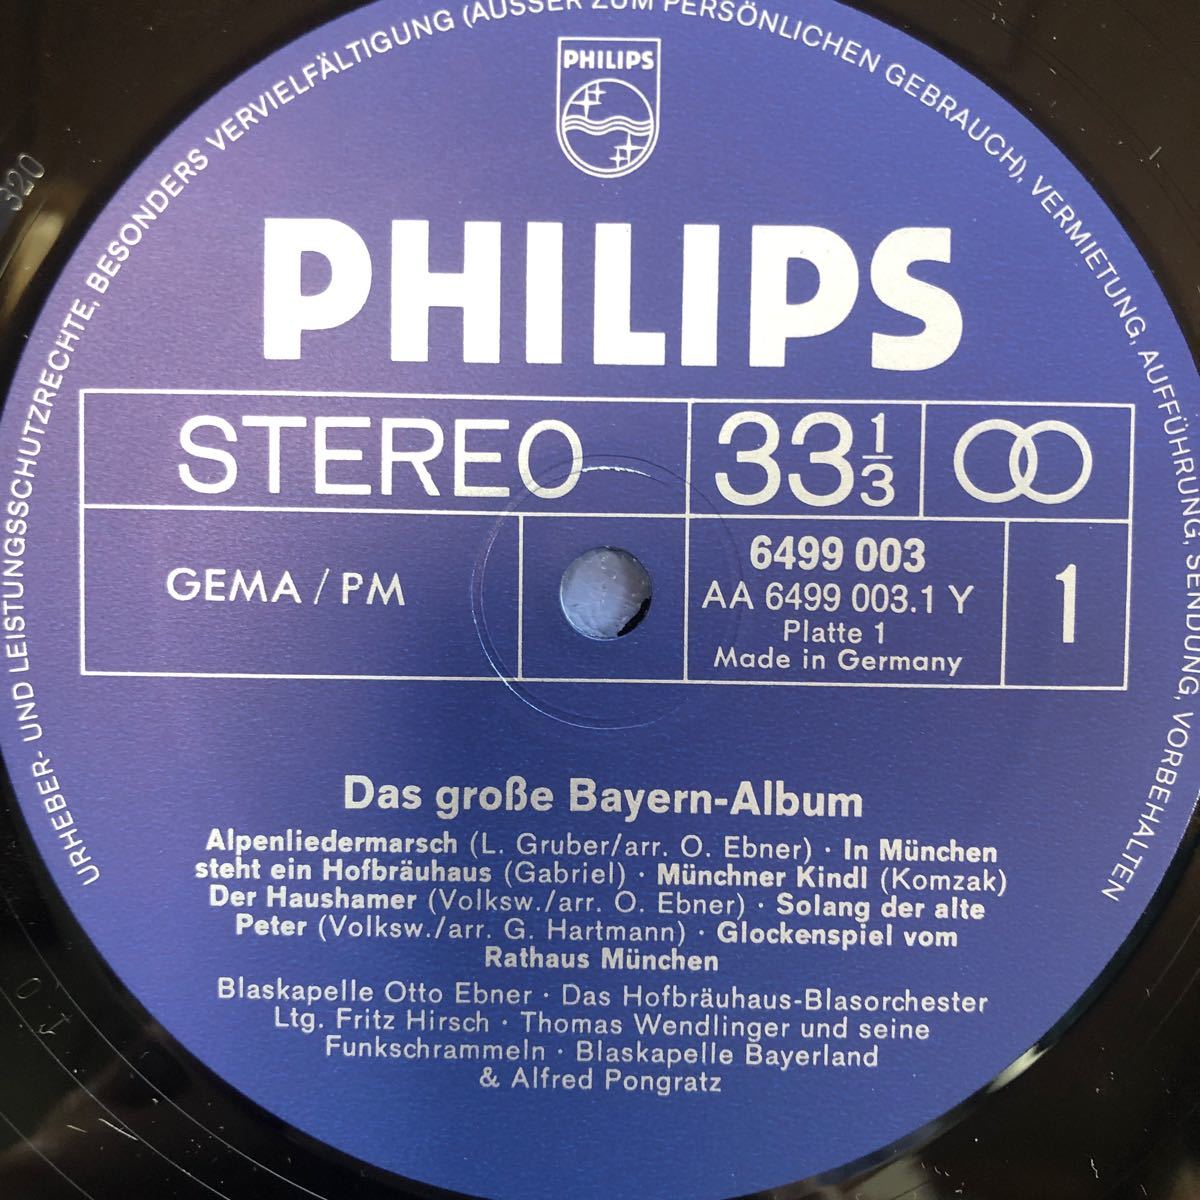 URHEBER- UND LEISTUNGSSCHUTZRECHTE, BESONDERS VERVIELFÄLTIGUNG (AUSSER ZUM PERSÖNLICHEN GEBRAUCH), VERMIETUNG, AUFFÜHRUNG, SENDUNG, VORBEHALTEN
PHILIPS
PHILIPS
STEREO
33 1/3
GEMA / PM
6499 003
AA 6499 003.1 Y
Platte 1
Made in Germany
1
Das große Bayern-Album
Alpenliedermarsch (L. Gruber/arr. O. Ebner) · In München
steht ein Hofbräuhaus (Gabriel) · Münchner Kindl (Komzak)
Der Haushamer (Volksw./arr. O. Ebner) · Solang der alte
Peter (Volksw./arr. G. Hartmann) · Glockenspiel vom
Rathaus München
Blaskapelle Otto Ebner · Das Hofbräuhaus-Blasorchester
Ltg. Fritz Hirsch · Thomas Wendlinger und seine
Funkschrammeln · Blaskapelle Bayerland
& Alfred Pongratz
320